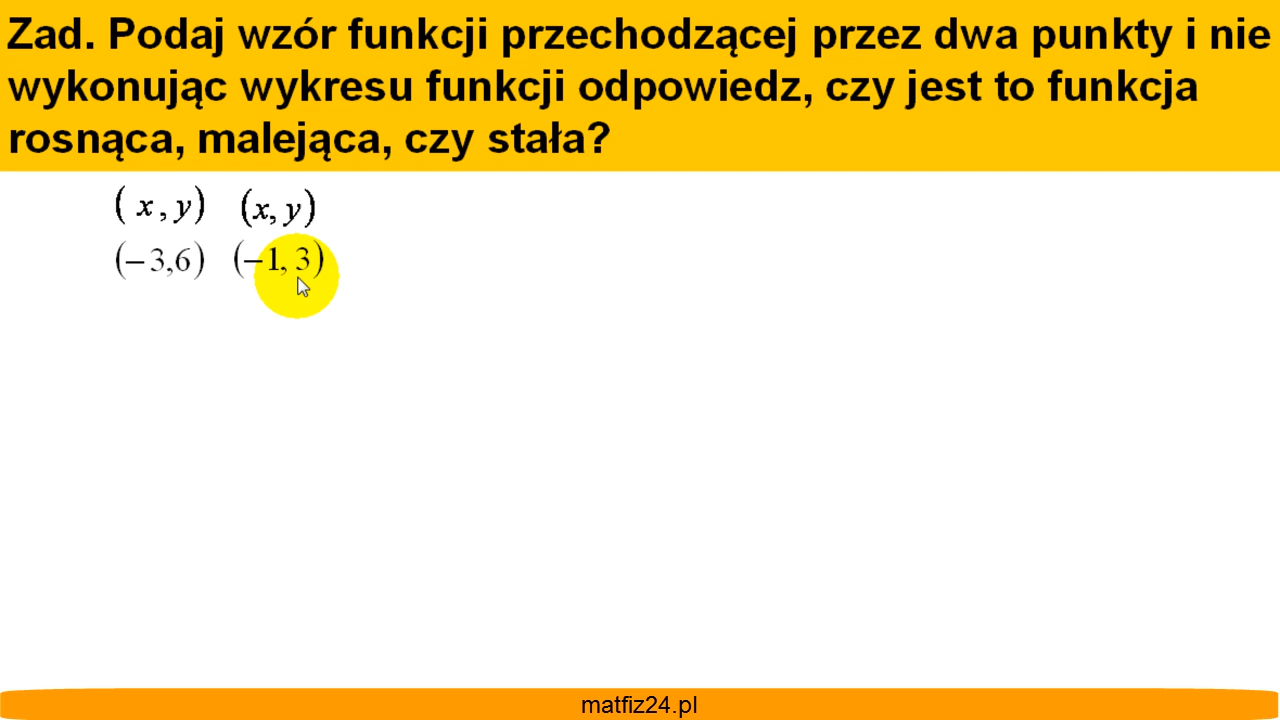 Zad. Podaj wzór funkcji przechodzącej przez dwa punkty i nie
wykonując wykresu funkcji odpowiedz, czy jest to funkcja
rosnąca, malejąca, czy stała?
(x, y) (x, y)
(−3,6) (−1, 3)
matfiz24.pl